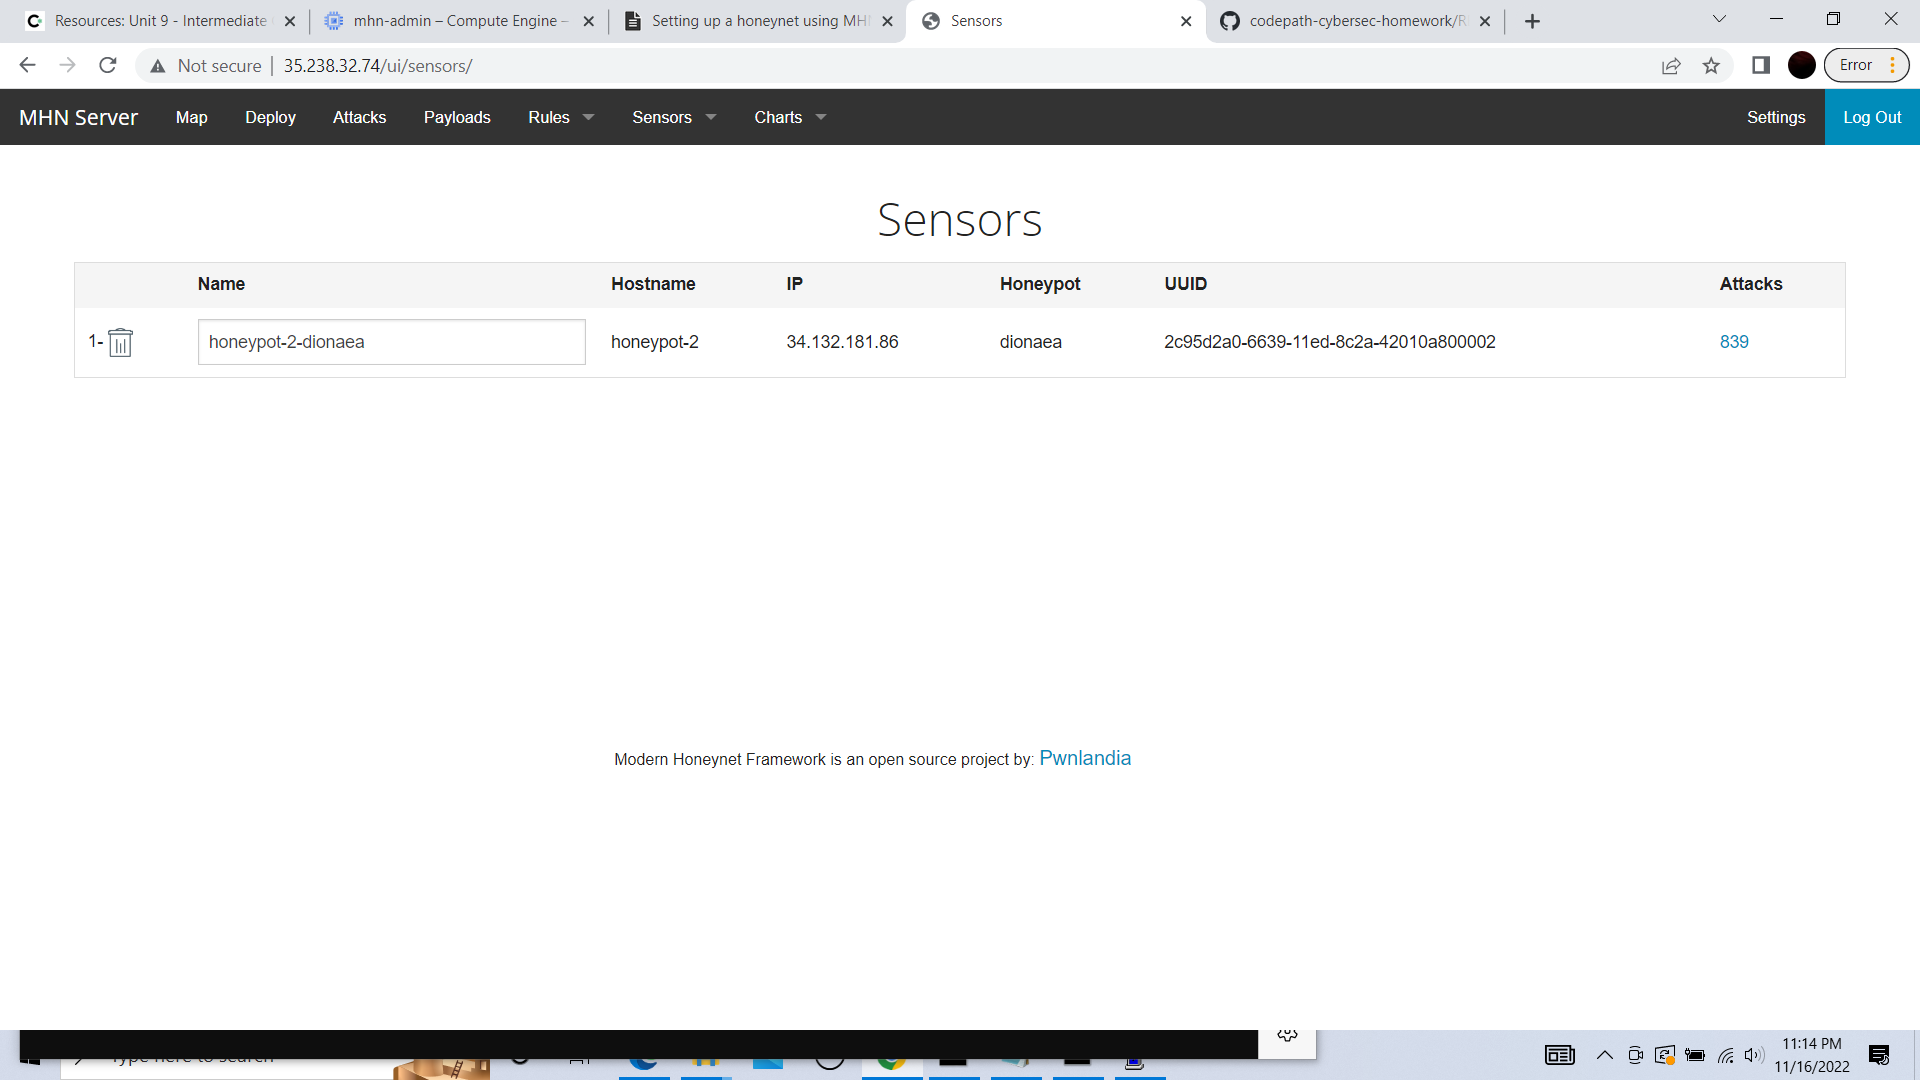 Resources: Unit 9 - Intermediate
mhn-admin – Compute Engine –
Setting up a honeynet using MH
Sensors
codepath-cybersec-homework/R
Not secure
35.238.32.74/ui/sensors/
Error
MHN Server
Map
Deploy
Attacks
Payloads
Rules
Sensors
Charts
Settings
Log Out
Sensors
Name Hostname IP Honeypot UUID Attacks
1- honeypot-2-dionaea honeypot-2 34.132.181.86 dionaea 2c95d2a0-6639-11ed-8c2a-42010a800002 839
Modern Honeynet Framework is an open source project by: Pwnlandia
Type here to search
11:14 PM
11/16/2022